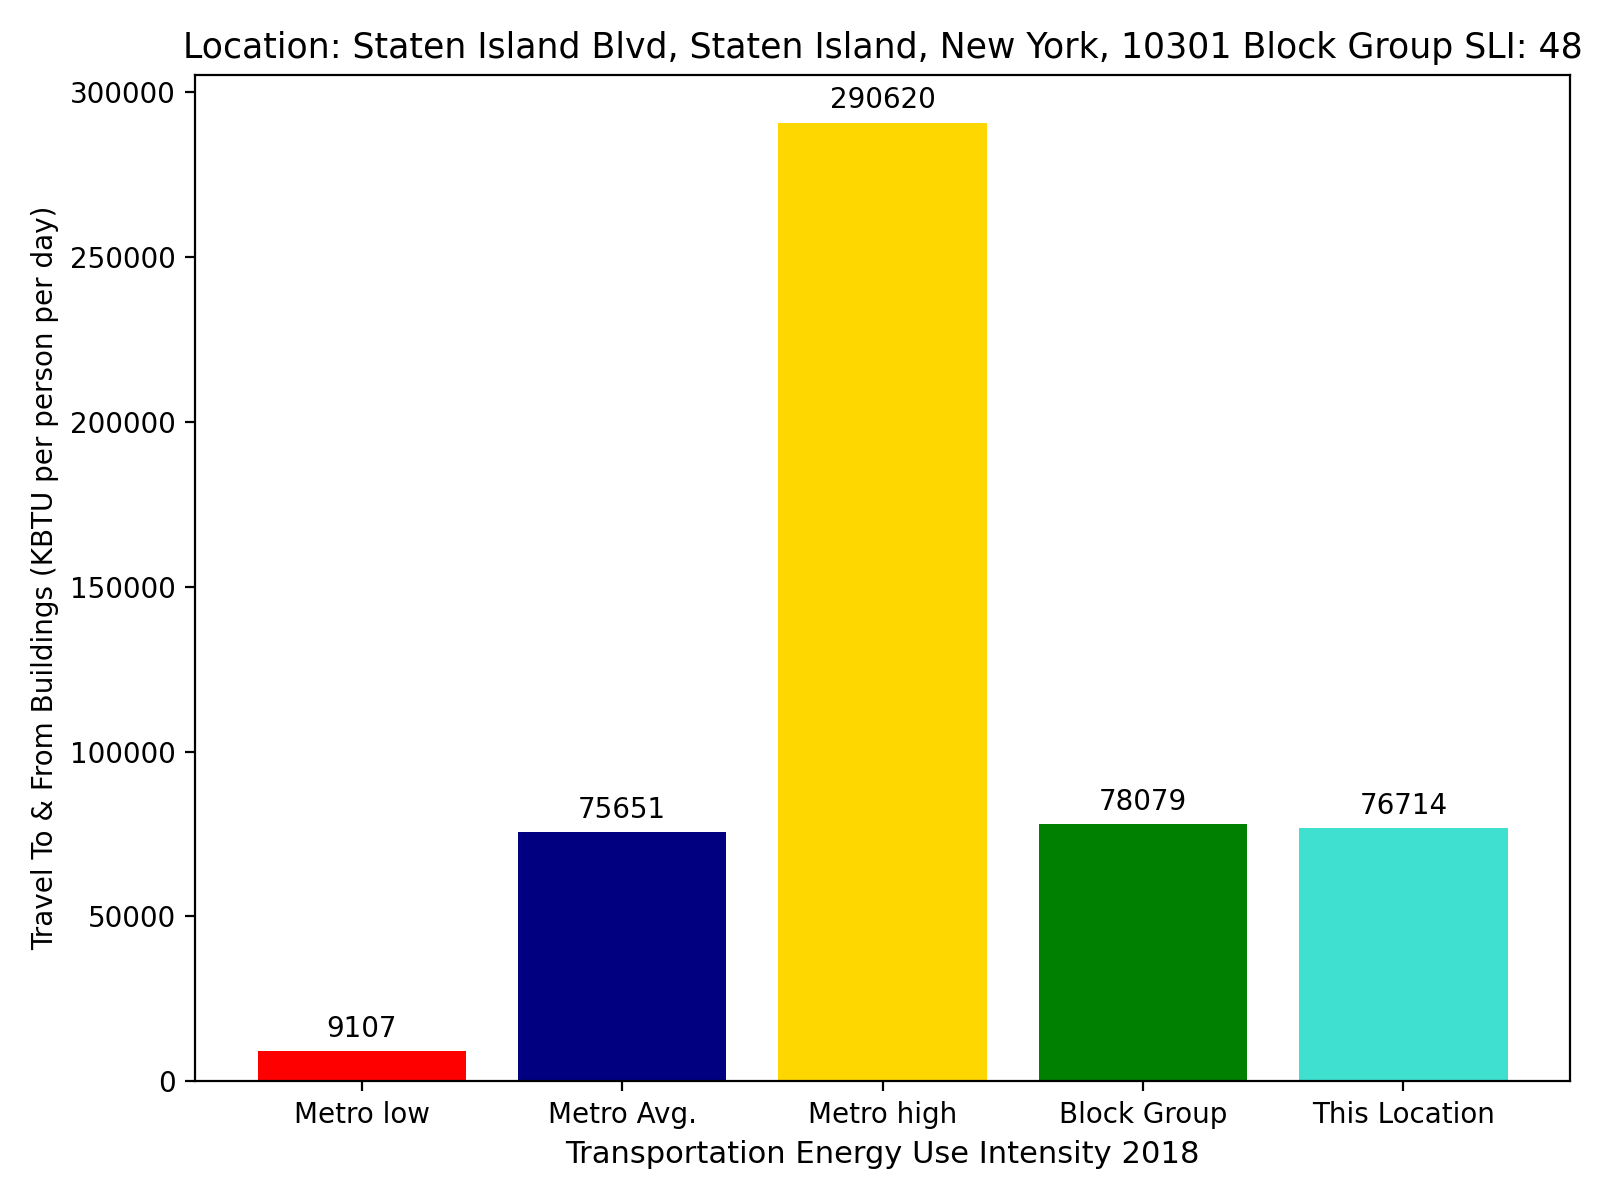 Location: Staten Island Blvd, Staten Island, New York, 10301 Block Group SLI: 48
Travel To & From Buildings (KBTU per person per day)
300000
250000
200000
150000
100000
50000
0
9107
75651
290620
78079
76714
Metro low
Metro Avg.
Metro high
Block Group
This Location
Transportation Energy Use Intensity 2018